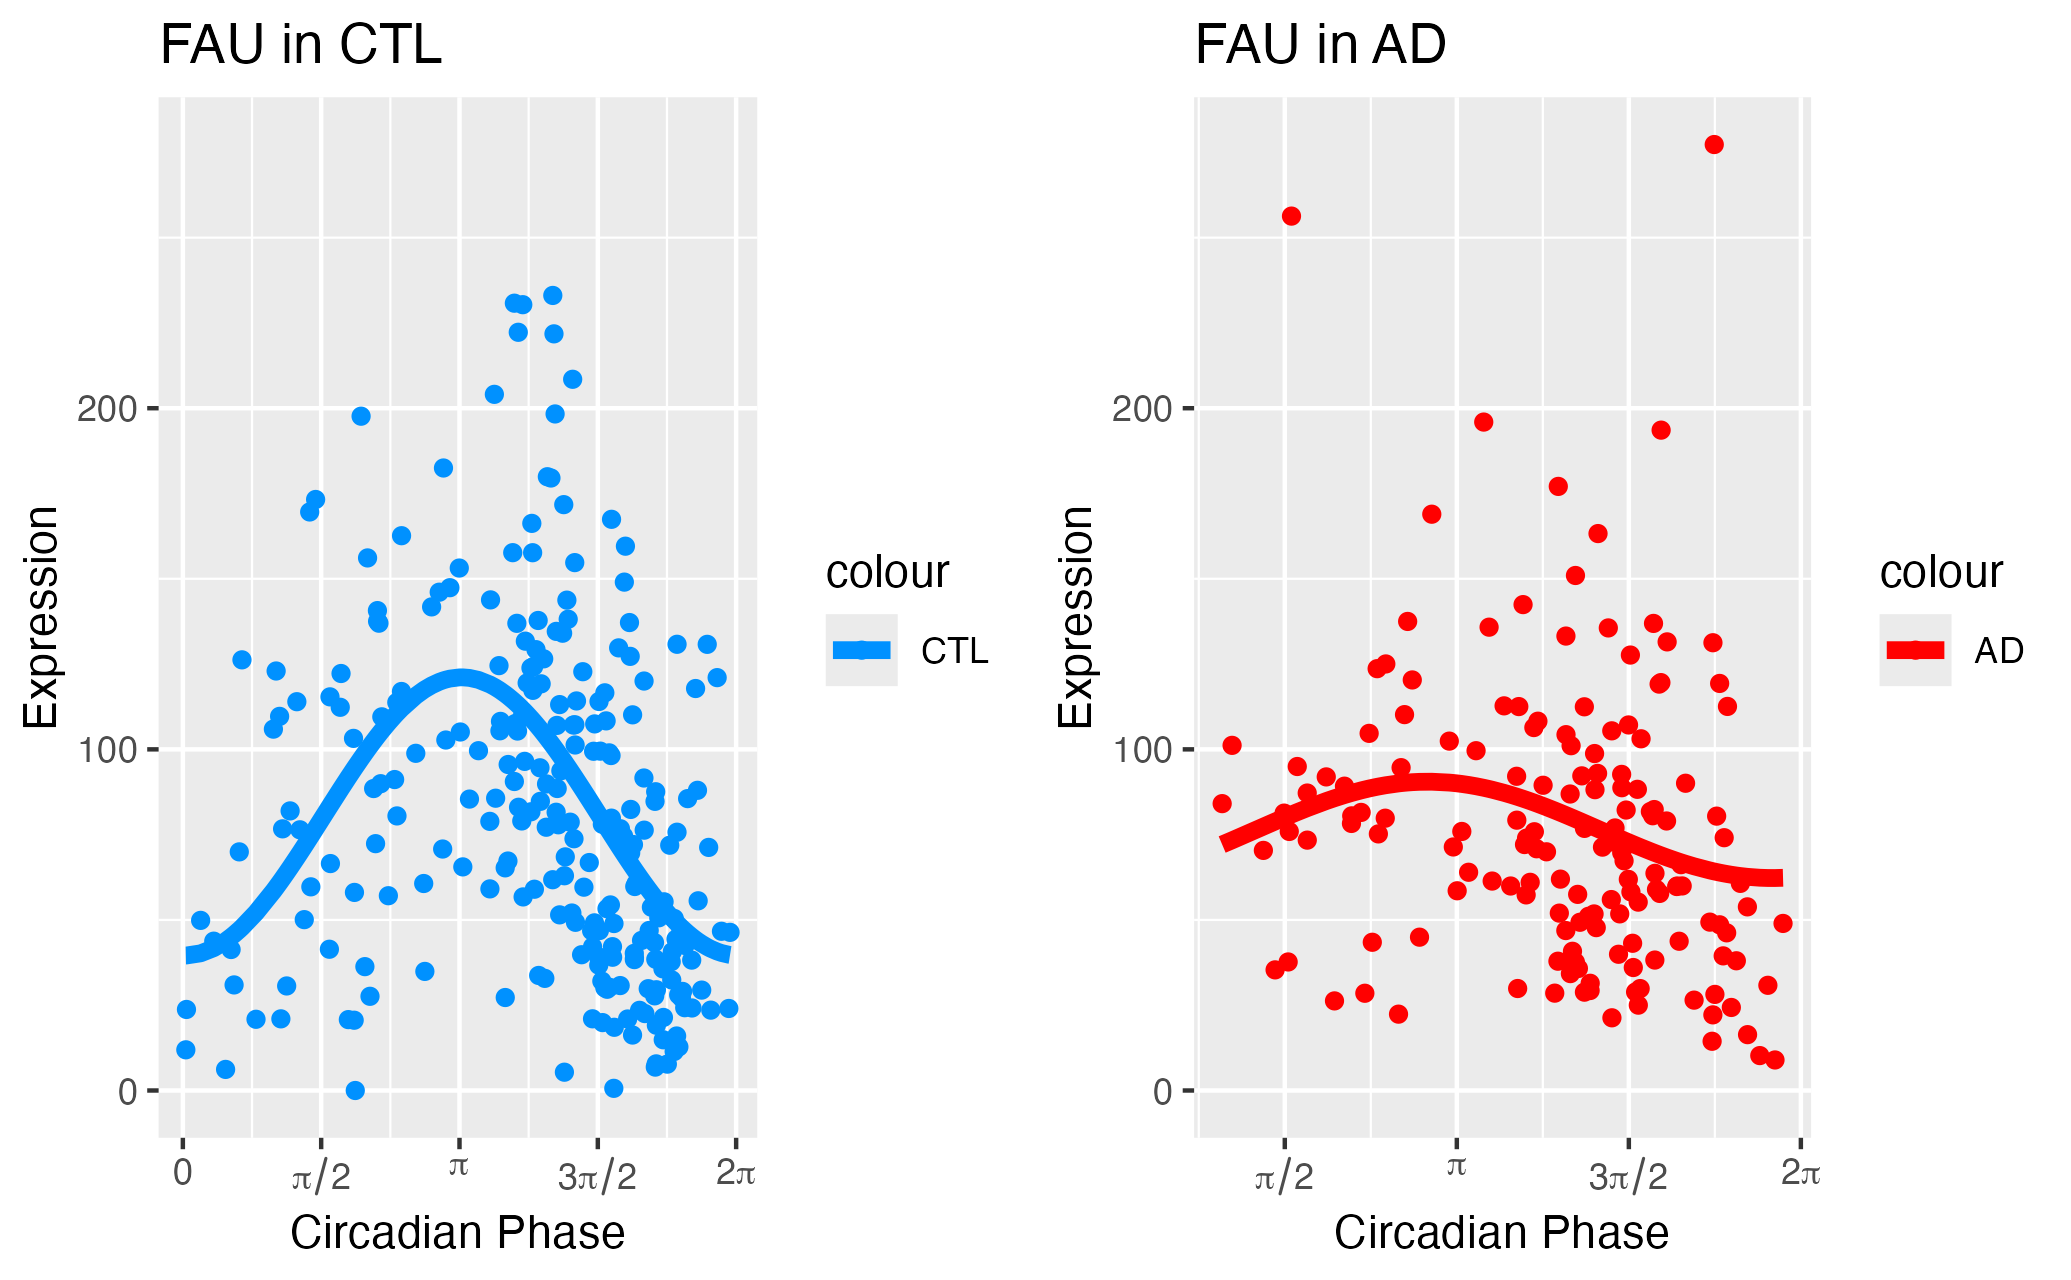 FAU in CTL
Expression
200
100
0
0
π/2
π
3π/2
2π
Circadian Phase
colour
CTL
FAU in AD
Expression
200
100
0
π/2
π
3π/2
2π
Circadian Phase
colour
AD